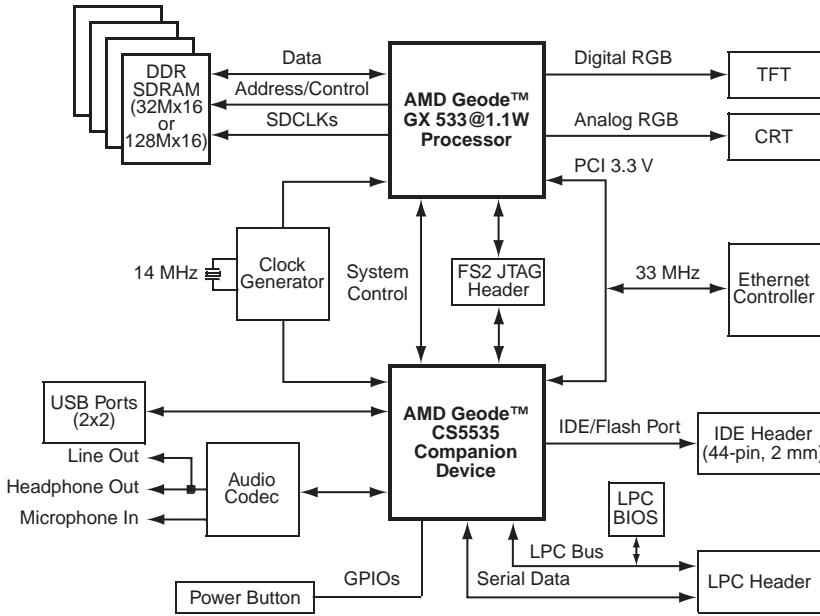 DDR
SDRAM
(32Mx16
or
128Mx16)
Data
Address/Control
SDCLKs
AMD Geode™
GX 533@1.1W
Processor
Digital RGB
TFT
Analog RGB
CRT
PCI 3.3 V
14 MHz
Clock
Generator
System
Control
FS2 JTAG
Header
33 MHz
Ethernet
Controller
USB Ports
(2x2)
AMD Geode™
CS5535
Companion
Device
IDE/Flash Port
IDE Header
(44-pin, 2 mm)
Line Out
Headphone Out
Microphone In
Audio
Codec
LPC
BIOS
LPC Bus
Serial Data
LPC Header
GPIOs
Power Button